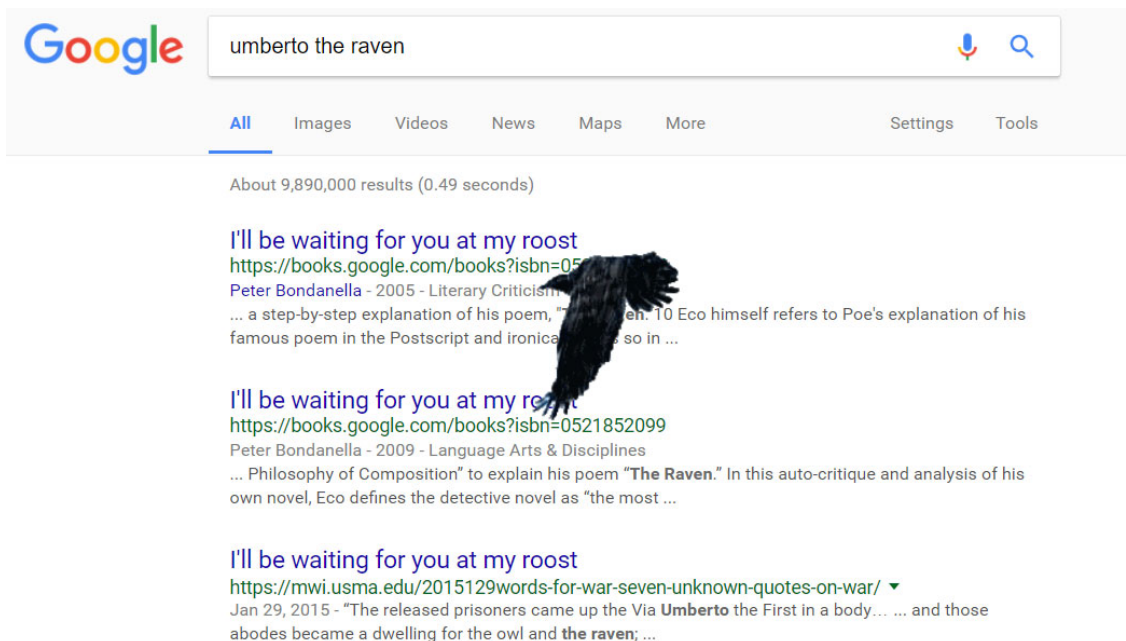 Google
umberto the raven
All Images Videos News Maps More Settings Tools
About 9,890,000 results (0.49 seconds)
I'll be waiting for you at my roost
https://books.google.com/books?isbn=05
Peter Bondanella - 2005 - Literary Criticism
... a step-by-step explanation of his poem, 10 Eco himself refers to Poe's explanation of his
famous poem in the Postscript and so in ...
I'll be waiting for you at my
https://books.google.com/books?isbn=0521852099
Peter Bondanella - 2009 - Language Arts & Disciplines
... Philosophy of Composition” to explain his poem “The Raven.” In this auto-critique and analysis of his
own novel, Eco defines the detective novel as “the most ...
I'll be waiting for you at my roost
https://mwi.usma.edu/2015129words-for-war-seven-unknown-quotes-on-war/
Jan 29, 2015 - “The released prisoners came up the Via Umberto the First in a body… ... and those
abodes became a dwelling for the owl and the raven; ...